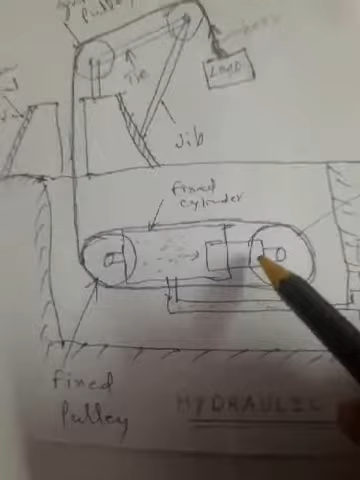 pulley
Tie
LOAD
Jib
fixed
cylinder
fixed
pulley
HYDRAULIC